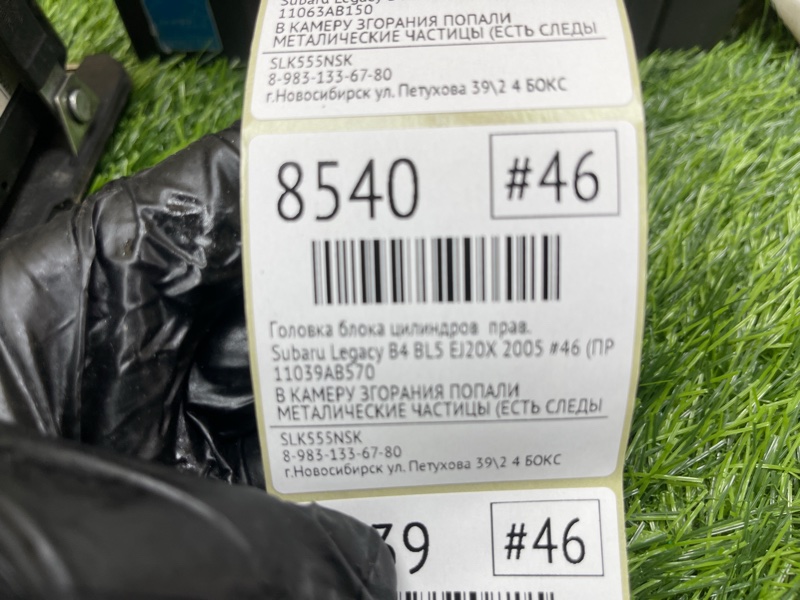 Subaru Legacy
11063AB150
В КАМЕРУ ЗГОРАНИЯ ПОПАЛИ
МЕТАЛИЧЕСКИЕ ЧАСТИЦЫ (ЕСТЬ СЛЕДЫ
SLK555NSK
8-983-133-67-80
г.Новосибирск ул. Петухова 39\2 4 БОКС
8540
#46
Головка блока цилиндров прав.
Subaru Legacy B4 BL5 EJ20X 2005 #46 (ПР
11039AB570
В КАМЕРУ ЗГОРАНИЯ ПОПАЛИ
МЕТАЛИЧЕСКИЕ ЧАСТИЦЫ (ЕСТЬ СЛЕДЫ
SLK555NSK
8-983-133-67-80
г.Новосибирск ул. Петухова 39\2 4 БОКС
39
#46